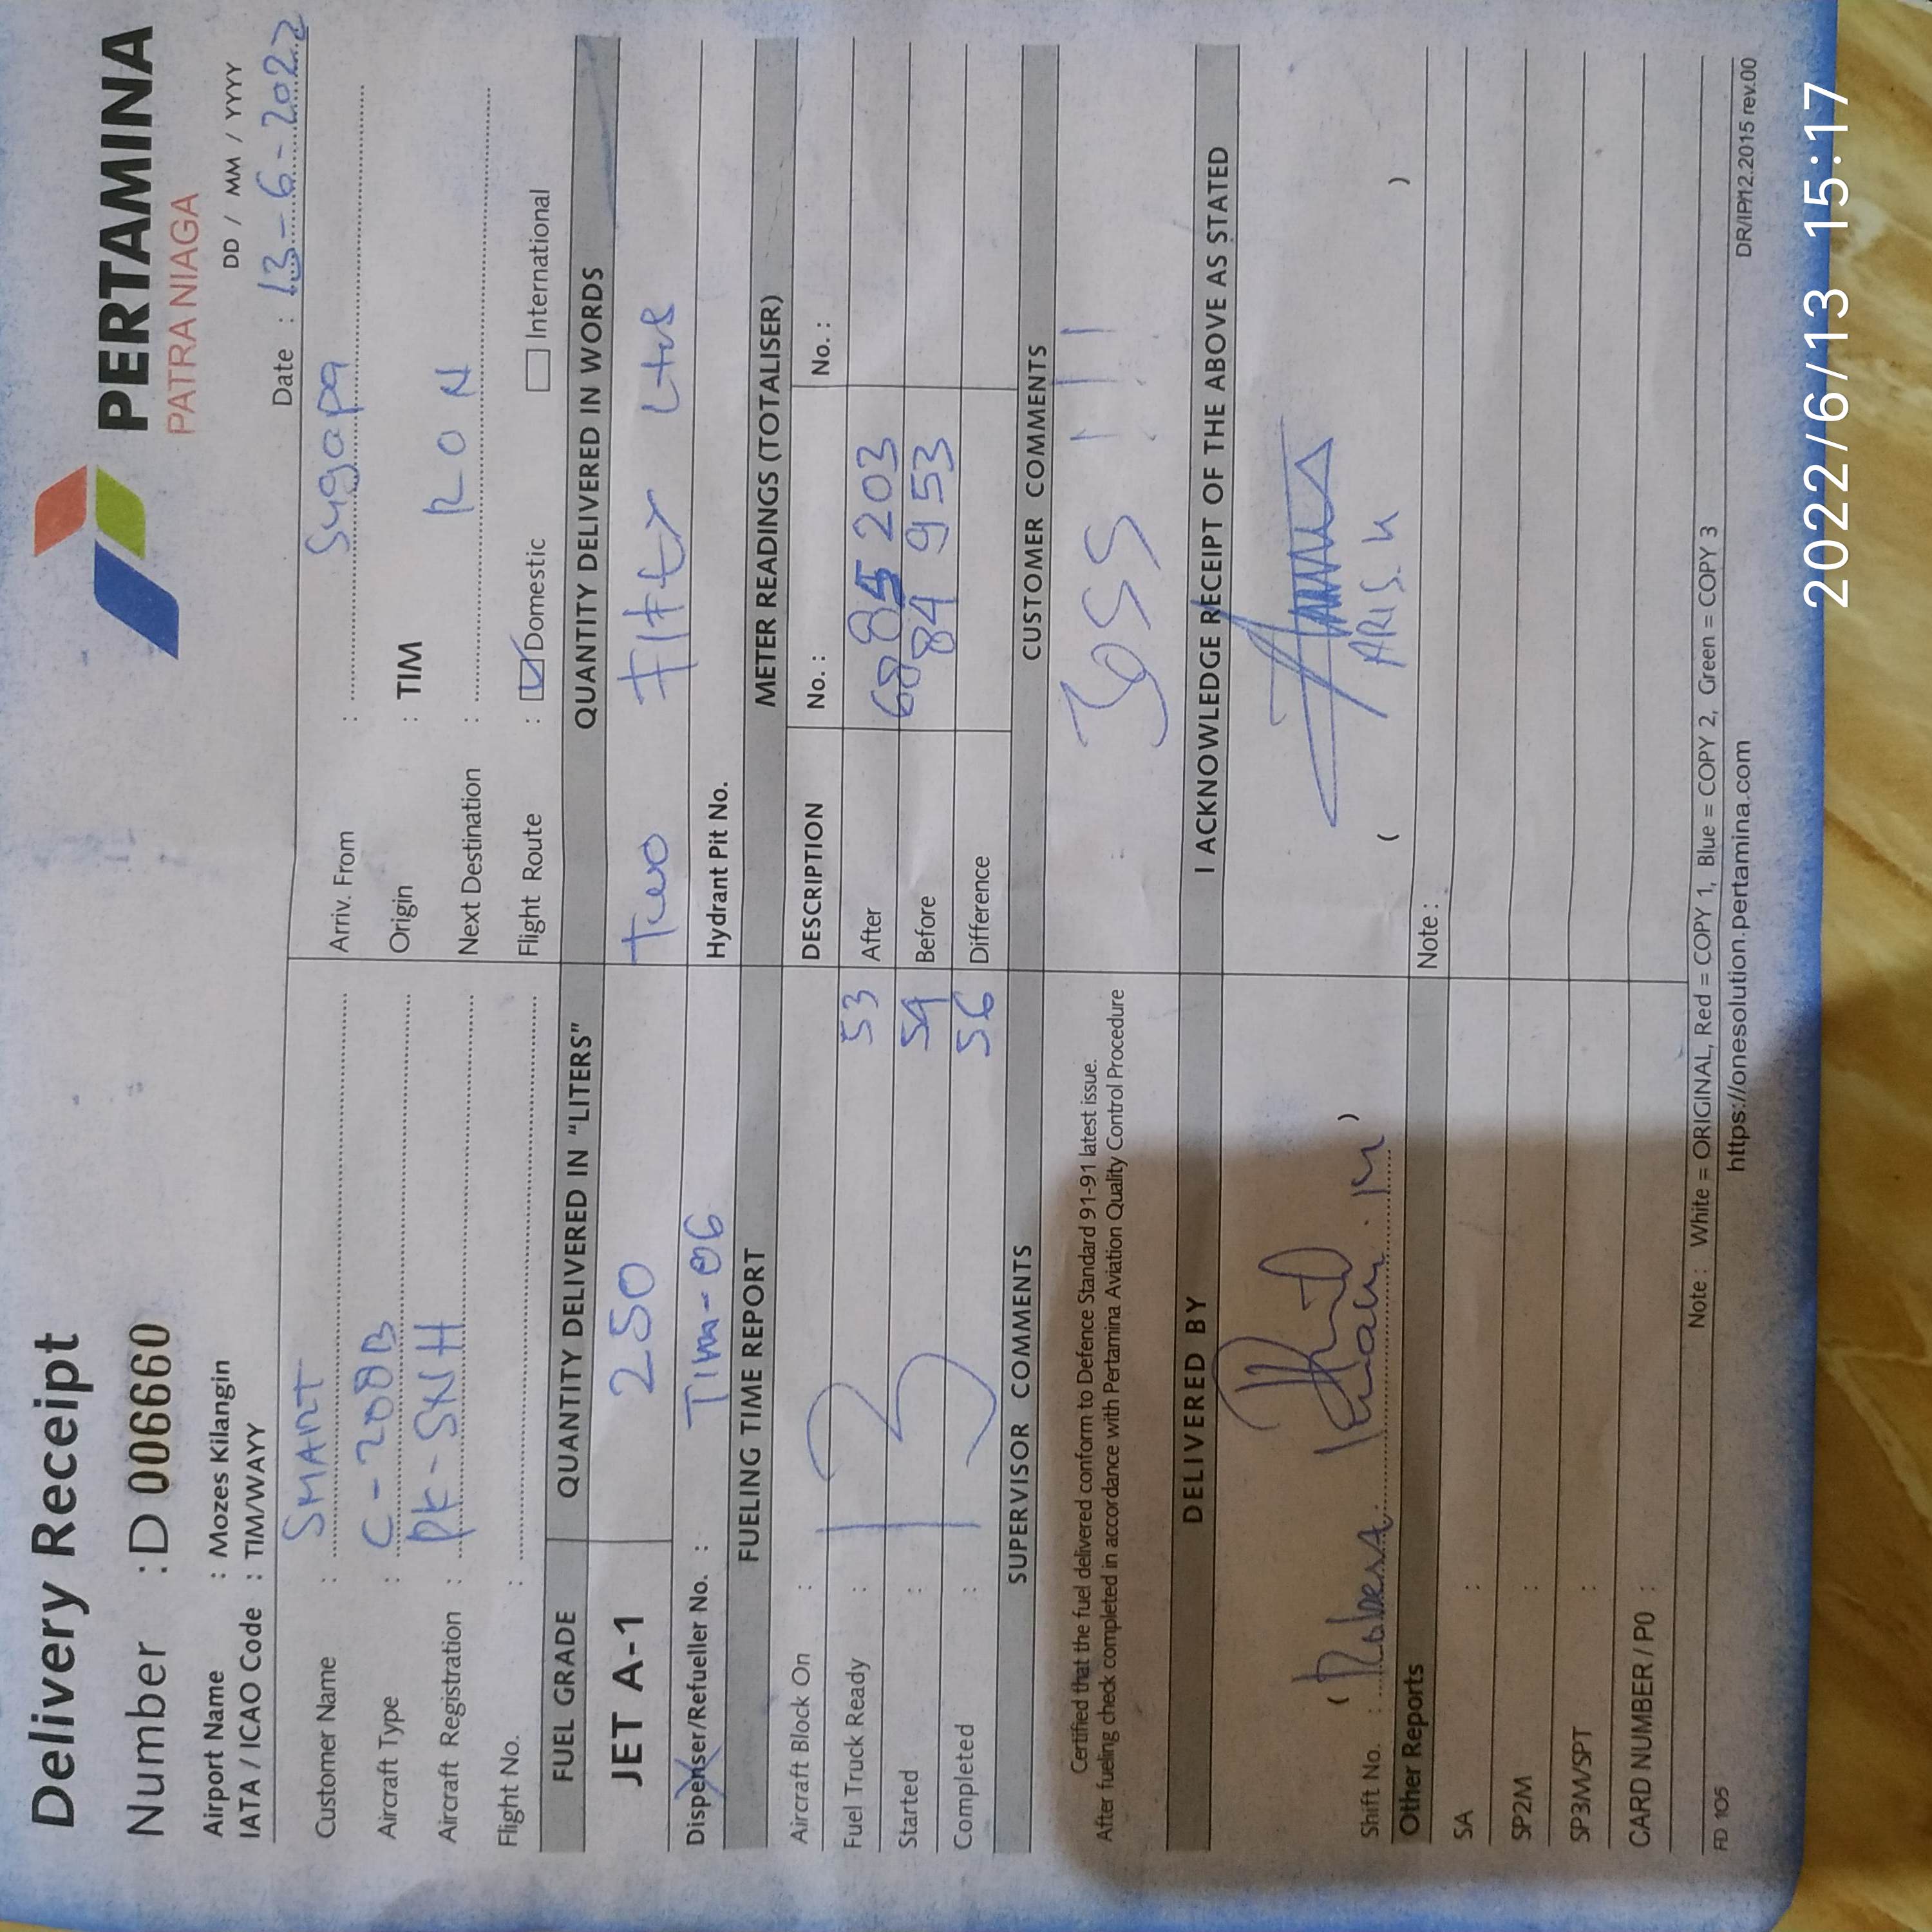 Delivery Receipt
PERTAMINA
PATRA NIAGA
Number : D 006660
Airport Name : Mozes Kilangin
IATA / ICAO Code : TIM/WAYY
DD / MM / YYYY
Date : 13-6-2022
Customer Name : SMART
Aircraft Type : C-208B
Aircraft Registration : PK-SNH
Flight No. :
Arriv. From : Sugapa
Origin : TIM
Next Destination : RON
Flight Route : Domestic International
FUEL GRADE QUANTITY DELIVERED IN "LITERS" QUANTITY DELIVERED IN WORDS
JET A-1 250 Two Fifty Ltrs
Dispenser/Refueller No. : TIM-06 Hydrant Pit No.
FUELING TIME REPORT METER READINGS (TOTALISER)
Aircraft Block On : DESCRIPTION No. : No. :
Fuel Truck Ready : 53 After 6885 203
Started : 54 Before 84 953
Completed : 56 Difference
SUPERVISOR COMMENTS CUSTOMER COMMENTS
JOSS !!!
Certified that the fuel delivered conform to Defence Standard 91-91 latest issue.
After fueling check completed in accordance with Pertamina Aviation Quality Control Procedure
DELIVERED BY I ACKNOWLEDGE RECEIPT OF THE ABOVE AS STATED
ARIS.K
Shift No. :
Other Reports Note :
SA :
SP2M :
SP3M/SPT :
CARD NUMBER / PO :
Note : White = ORIGINAL, Red = COPY 1, Blue = COPY 2, Green = COPY 3
FD 105 https://onesolution.pertamina.com DR/IP/12.2015 rev.00
2022/6/13 15:17